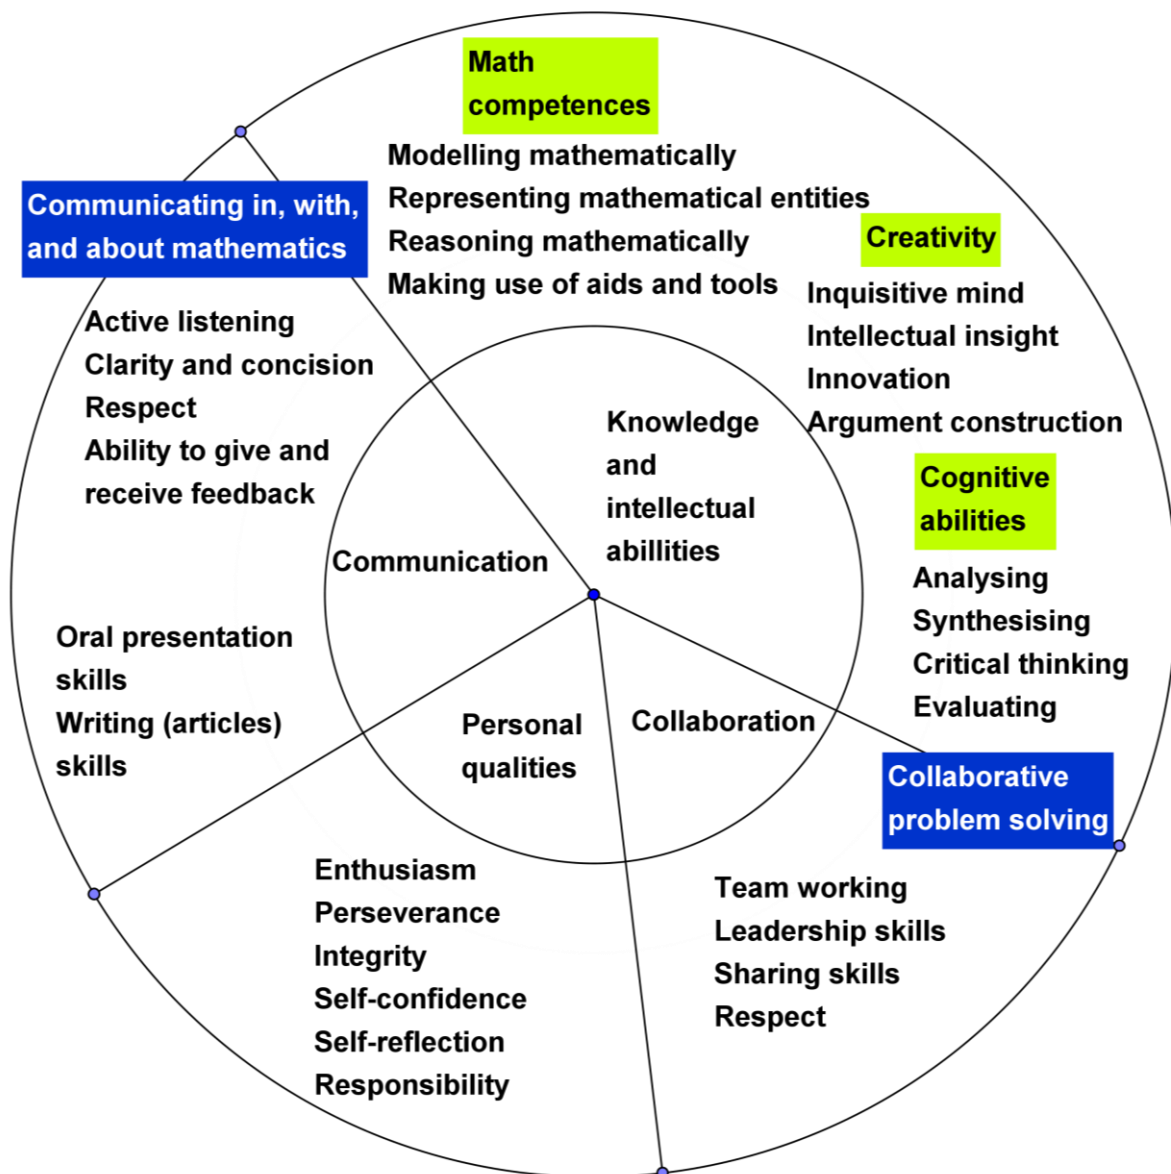 Math
competences
Modelling mathematically
Representing mathematical entities
Reasoning mathematically
Making use of aids and tools
Communicating in, with,
and about mathematics
Active listening
Clarity and concision
Respect
Ability to give and
receive feedback
Oral presentation
skills
Writing (articles)
skills
Creativity
Inquisitive mind
Intellectual insight
Innovation
Argument construction
Cognitive
abilities
Analysing
Synthesising
Critical thinking
Evaluating
Knowledge
and
intellectual
abillities
Communication
Personal
qualities
Collaboration
Collaborative
problem solving
Team working
Leadership skills
Sharing skills
Respect
Enthusiasm
Perseverance
Integrity
Self-confidence
Self-reflection
Responsibility